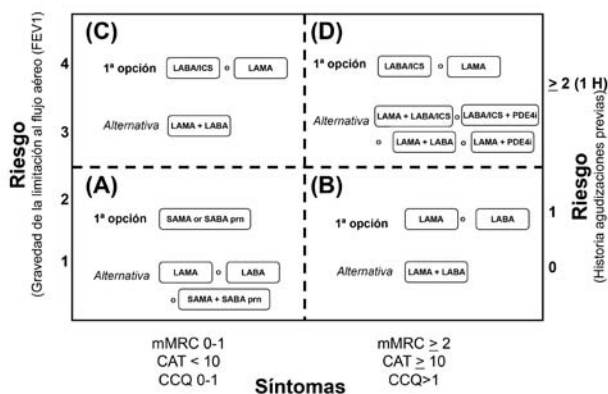 (C)
(D)
4
1ª opción LABA/ICS o LAMA
1ª opción LABA/ICS o LAMA
≥ 2 (1 H)
Alternativa LAMA + LABA
Alternativa LAMA + LABA/ICS o LABA/ICS + PDE4i
o LAMA + LABA o LAMA + PDE4i
3
Riesgo
(Gravedad de la limitación al flujo aéreo (FEV1)
Riesgo
(Historia agudizaciones previas)
(A)
(B)
2
1ª opción SAMA or SABA prn
1ª opción LAMA o LABA
1
1
Alternativa LAMA o LABA
o SAMA + SABA prn
Alternativa LAMA + LABA
0
mMRC 0-1
CAT < 10
CCQ 0-1
Síntomas
mMRC ≥ 2
CAT ≥ 10
CCQ>1